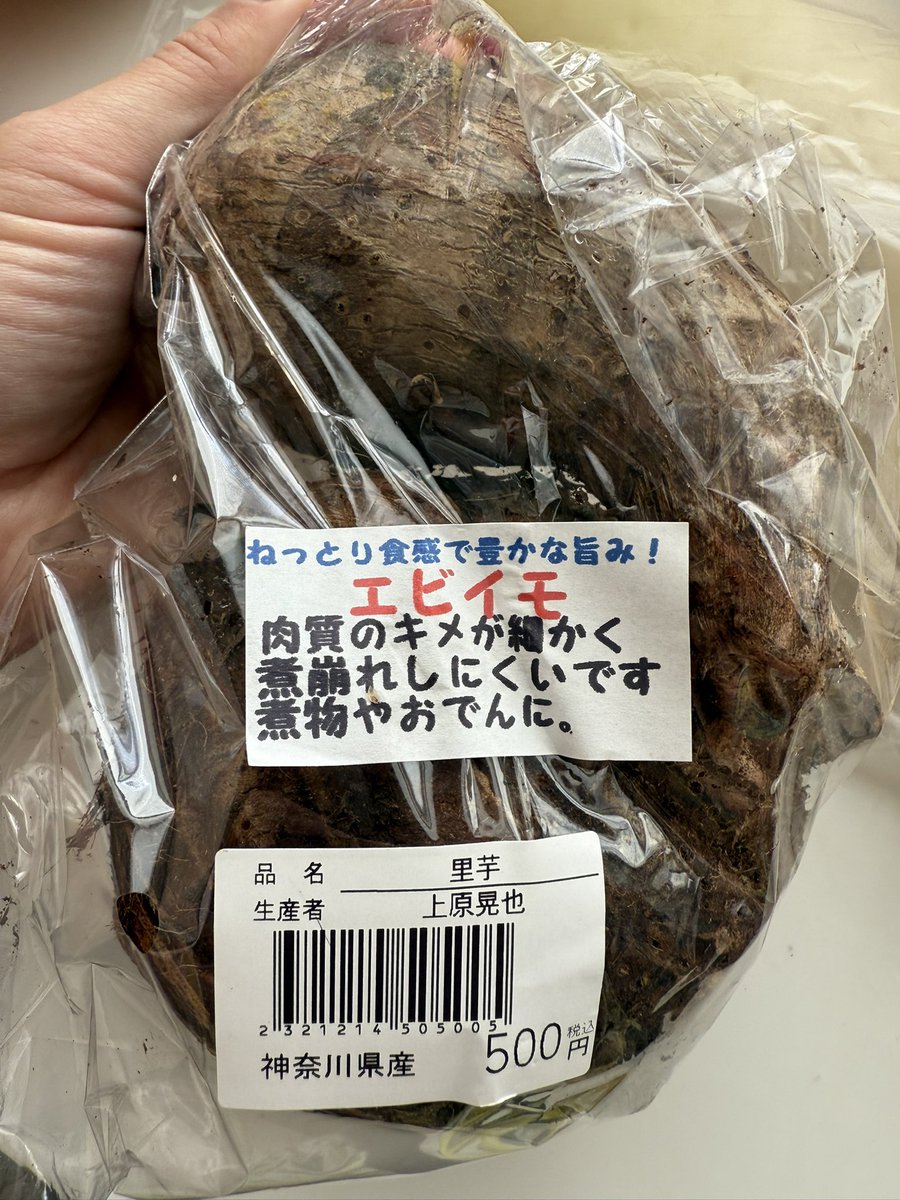 ねっとり食感で豊かな旨み！
エビイモ
肉質のキメが細かく
煮崩れしにくいです
煮物やおでんに。
品 名 里芋
生産者 上原晃也
2 321214 505005
500円 税込
神奈川県産